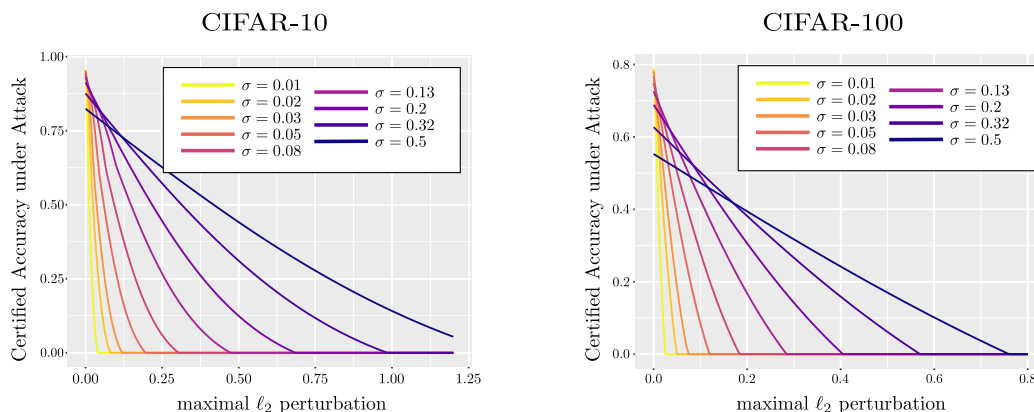 CIFAR-10
Certified Accuracy under Attack
1.00
0.75
0.50
0.25
0.00
σ = 0.01
σ = 0.02
σ = 0.03
σ = 0.05
σ = 0.08
σ = 0.13
σ = 0.2
σ = 0.32
σ = 0.5
0.00 0.25 0.50 0.75 1.00 1.25
maximal ℓ₂ perturbation
CIFAR-100
Certified Accuracy under Attack
0.8
0.6
0.4
0.2
0.0
σ = 0.01
σ = 0.02
σ = 0.03
σ = 0.05
σ = 0.08
σ = 0.13
σ = 0.2
σ = 0.32
σ = 0.5
0.0 0.2 0.4 0.6 0.8
maximal ℓ₂ perturbation